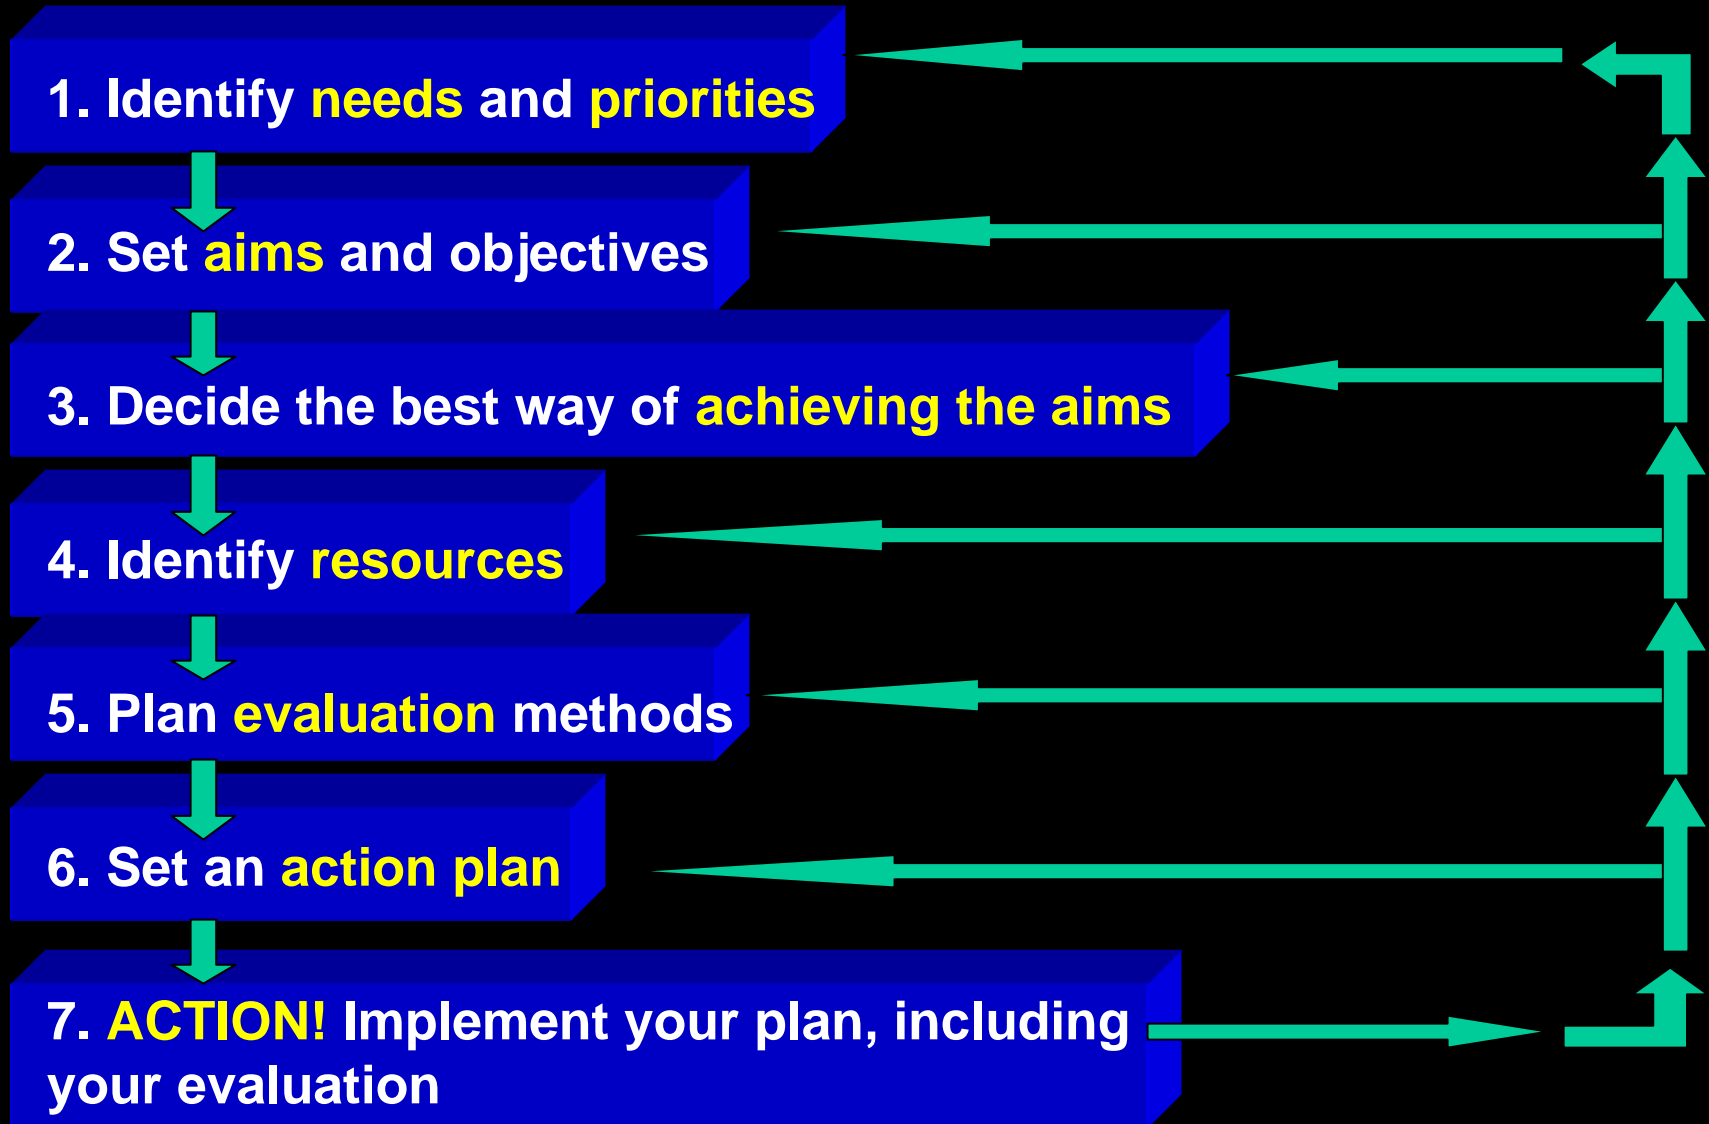 1. Identify needs and priorities
2. Set aims and objectives
3. Decide the best way of achieving the aims
4. Identify resources
5. Plan evaluation methods
6. Set an action plan
7. ACTION! Implement your plan, including
your evaluation